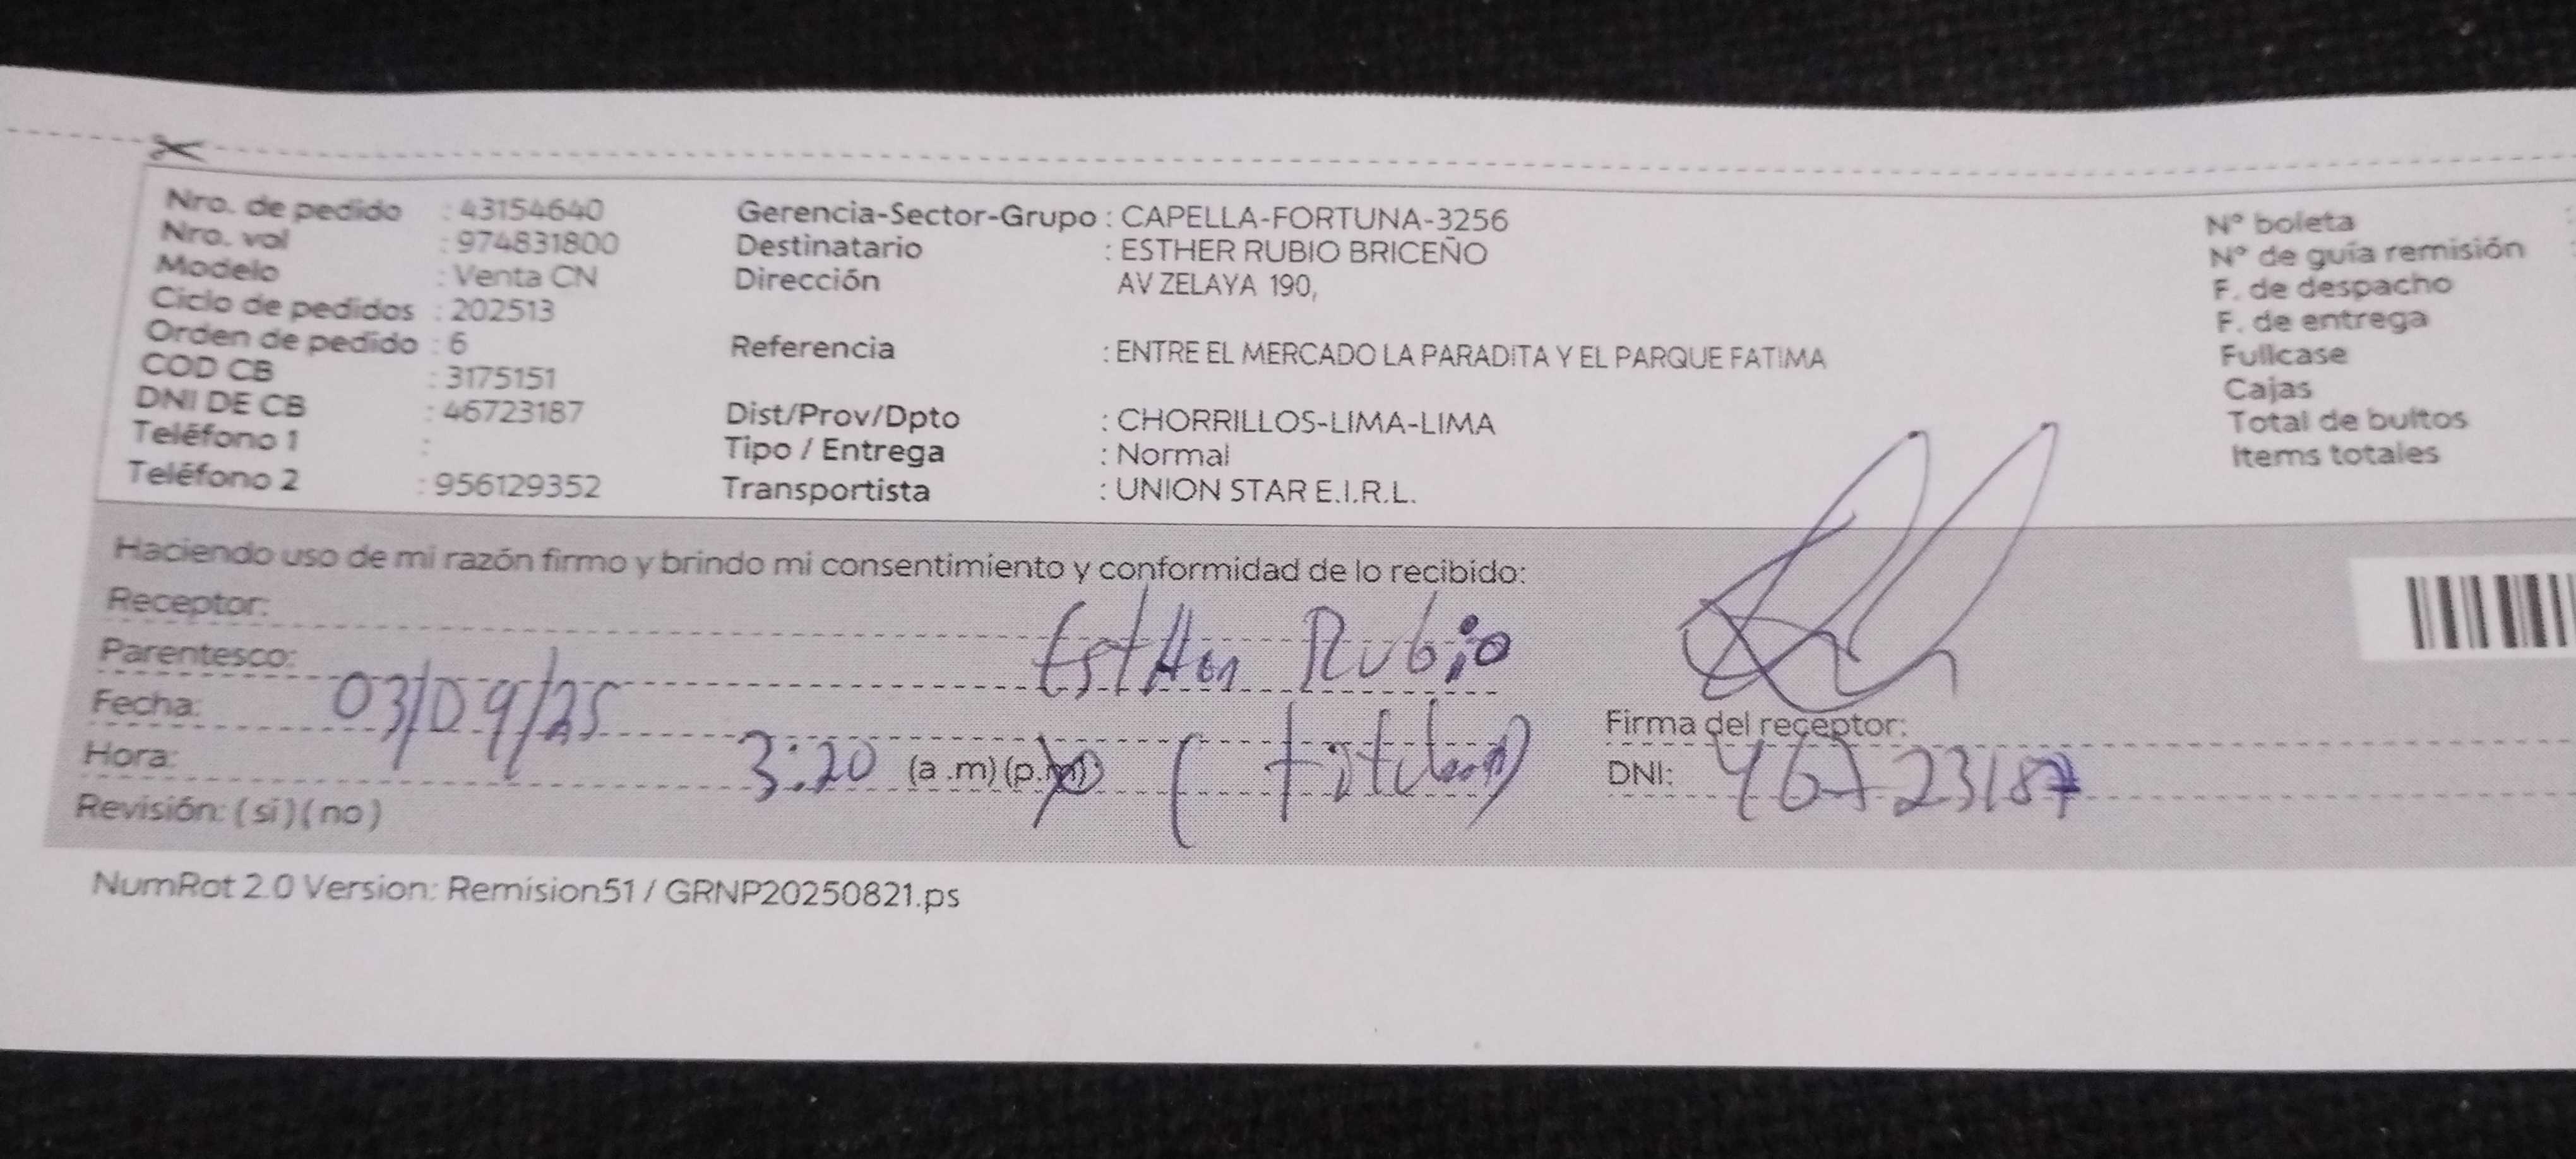 Nro. de pedido : 43154640
Nro. vol : 974831800
Modelo : Venta CN
Ciclo de pedidos : 202513
Orden de pedido : 6
COD CB : 3175151
DNI DE CB : 46723187
Teléfono 1 :
Teléfono 2 : 956129352
Gerencia-Sector-Grupo : CAPELLA-FORTUNA-3256
Destinatario : ESTHER RUBIO BRICEÑO
Dirección AV ZELAYA 190,
Referencia : ENTRE EL MERCADO LA PARADITA Y EL PARQUE FATIMA
Dist/Prov/Dpto : CHORRILLOS-LIMA-LIMA
Tipo / Entrega : Normal
Transportista : UNION STAR E.I.R.L.
Nº boleta
Nº de guía remisión
F. de despacho
F. de entrega
Fullcase
Cajas
Total de bultos
Items totales
Haciendo uso de mi razón firmo y brindo mi consentimiento y conformidad de lo recibido:
Receptor: Esther Rubio
Parentesco:
Fecha: 03/09/25
Hora: 3:20 (a .m) (p.m)
Revisión: ( si ) ( no )
Firma del receptor:
DNI: 46723187
NumRot 2.0 Version: Remision51 / GRNP20250821.ps